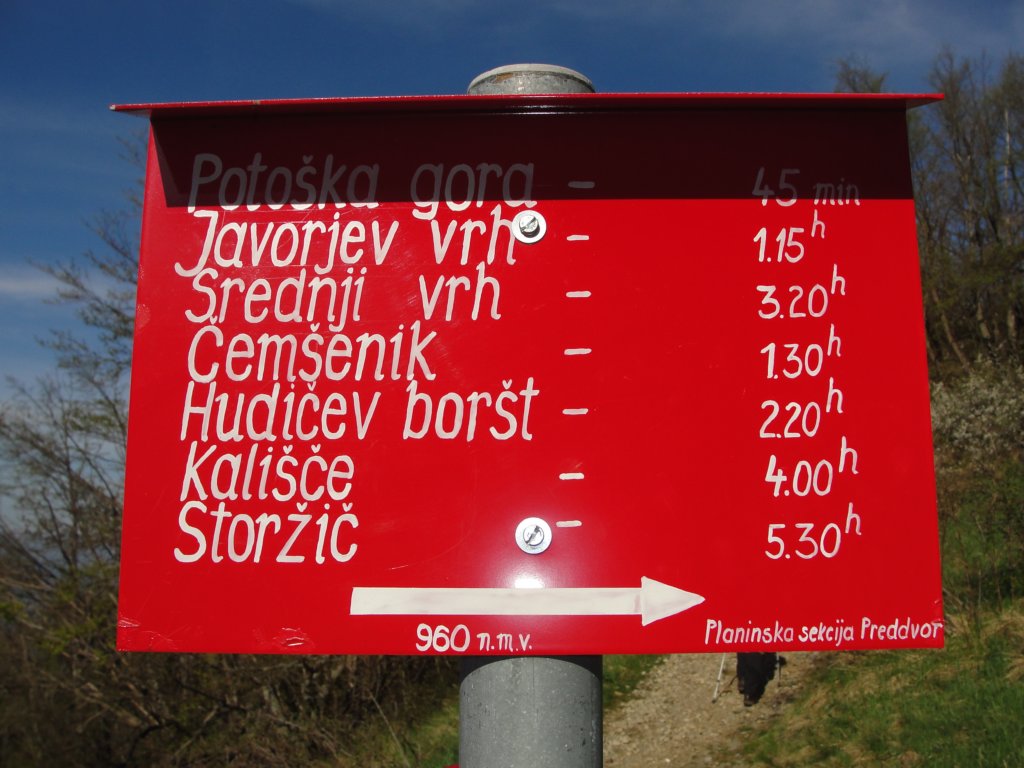 Potoška gora - 45 min
Javorjev vrh - 1.15 h
Srednji vrh - 3.20 h
Čemšenik - 1.30 h
Hudičev boršt - 2.20 h
Kališče - 4.00 h
Storžič - 5.30 h
960 n.m.v.
Planinska sekcija Preddvor